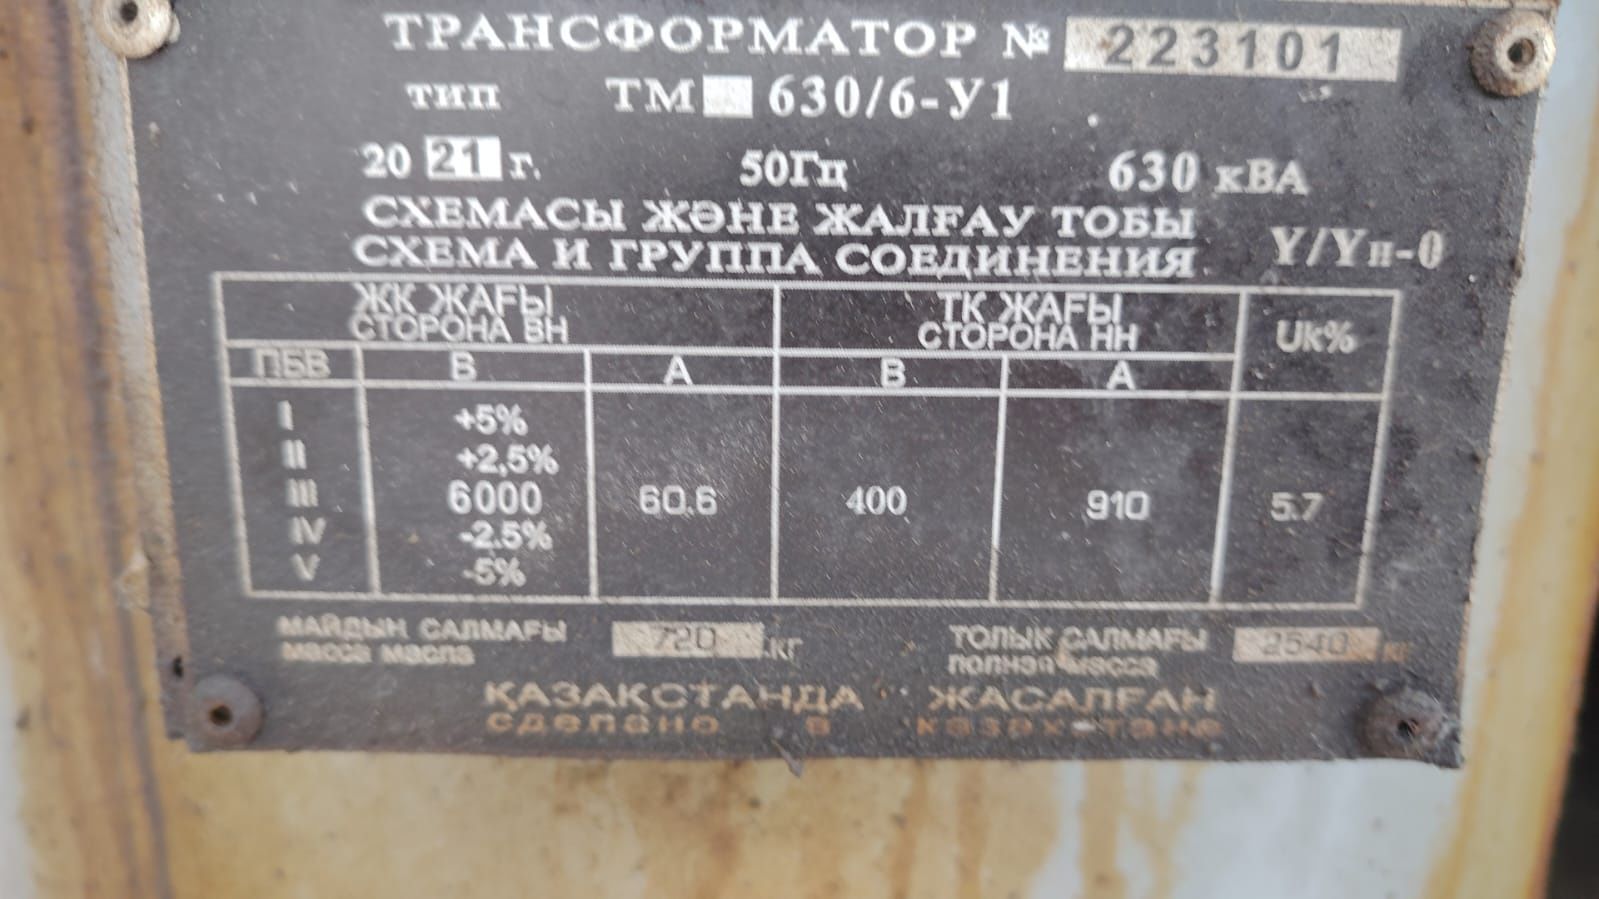 ТРАНСФОРМАТОР № 223101
ТИП ТМ 630/6-У1
20 21 г. 50Гц 630 кВА
СХЕМАСЫ ЖӘНЕ ЖАЛҒАУ ТОБЫ
СХЕМА И ГРУППА СОЕДИНЕНИЯ Y/Yн-0
ЖК ЖАҒЫ ТК ЖАҒЫ
СТОРОНА ВН СТОРОНА НН Uк%
ПБВ В А В А
I +5%
II +2,5%
III 6000 60.6 400 910 5.7
IV -2.5%
V -5%
МАЙДЫН САЛМАҒЫ 720 кг ТОЛЫК САЛМАҒЫ 2540 кг
масса масла полная масса
ҚАЗАҚСТАНДА ЖАСАЛҒАН
сделано в казахстане